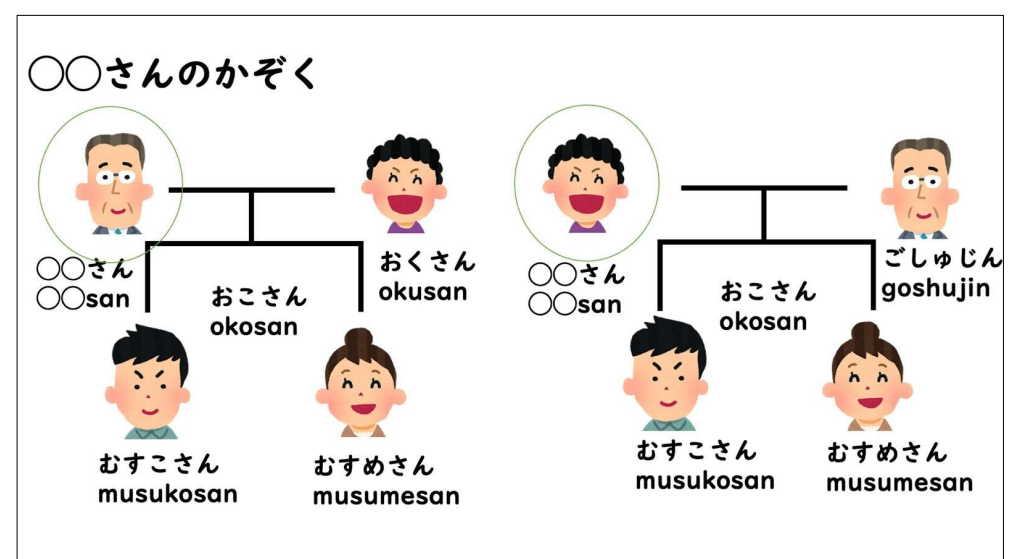 ○○さんのかぞく
○○さん
○○san
おこさん
okosan
おくさん
okusan
むすこさん
musukosan
むすめさん
musumesan
○○さん
○○san
おこさん
okosan
ごしゅじん
goshujin
むすこさん
musukosan
むすめさん
musumesan